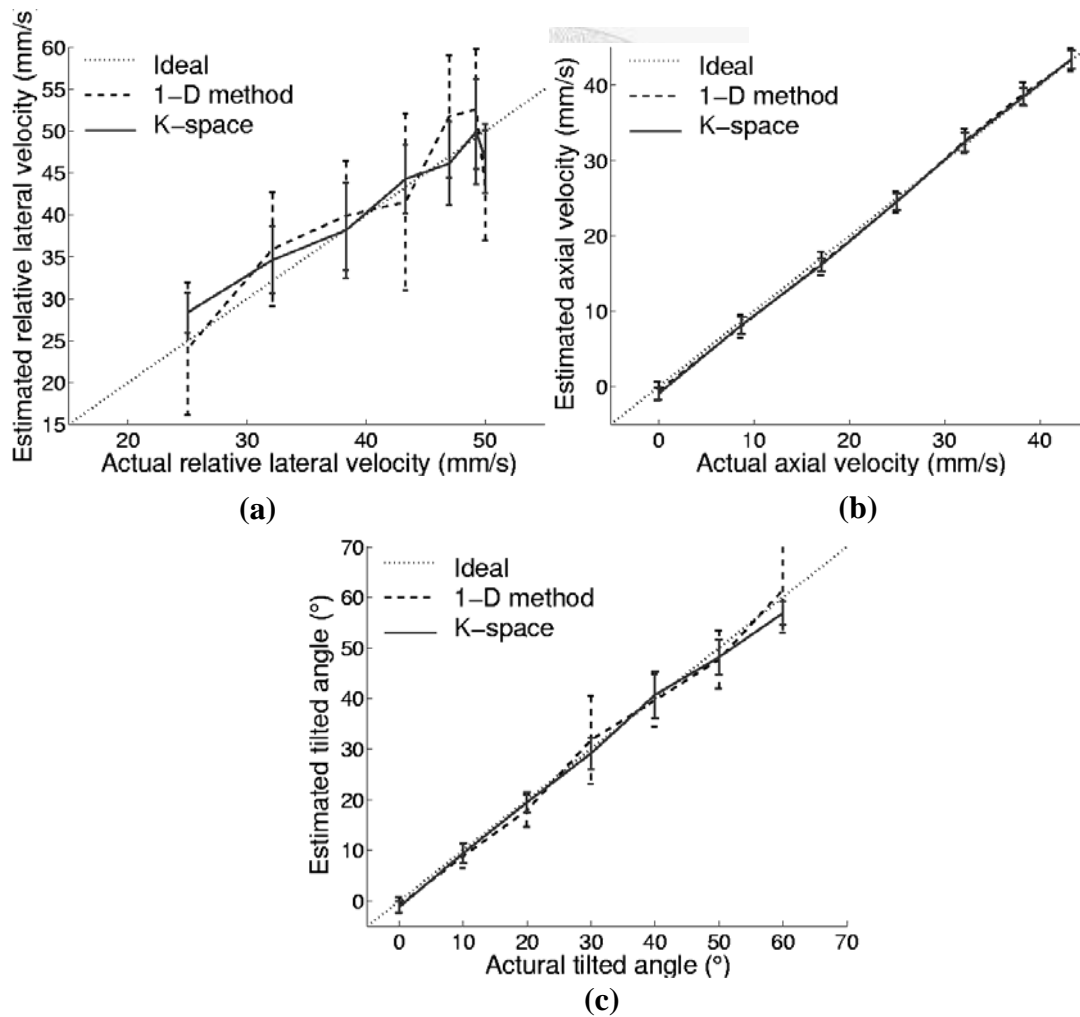 Estimated relative lateral velocity (mm/s)
60
55
50
45
40
35
30
25
20
15
Ideal
1-D method
K-space
20
30
40
50
Actual relative lateral velocity (mm/s)
(a)
Estimated axial velocity (mm/s)
40
30
20
10
0
Ideal
1-D method
K-space
0
10
20
30
40
Actual axial velocity (mm/s)
(b)
Estimated tilted angle (°)
70
60
50
40
30
20
10
0
Ideal
1-D method
K-space
0
10
20
30
40
50
60
70
Actural tilted angle (°)
(c)